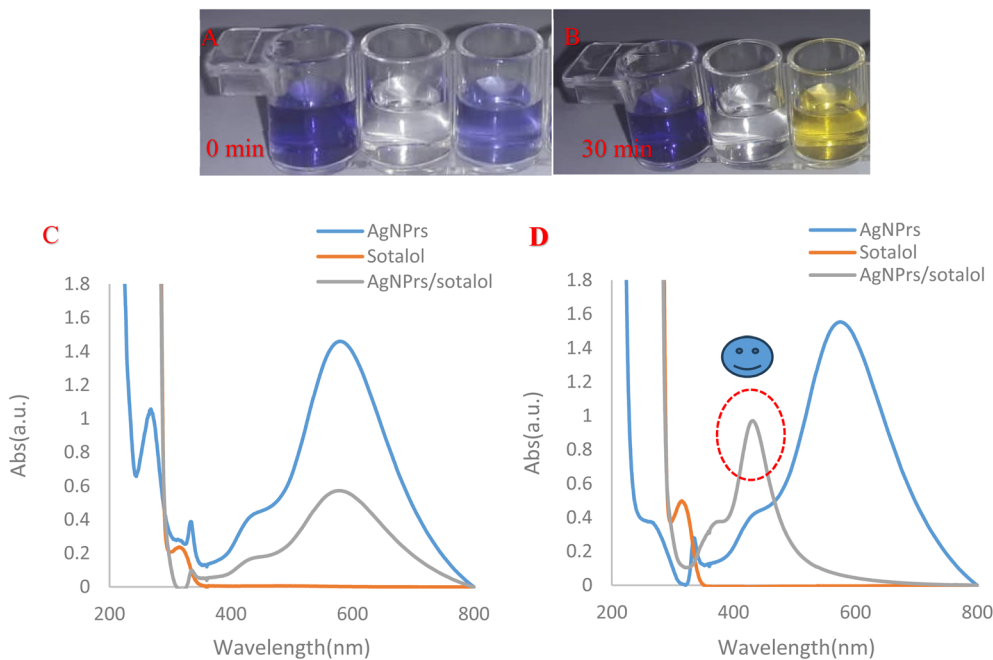 A
B
0 min
30 min
C
AgNPrs
Sotalol
AgNPrs/sotalol
1.8
1.6
1.4
1.2
1
0.8
0.6
0.4
0.2
0
Abs(a.u.)
200
400
600
800
Wavelength(nm)
D
AgNPrs
Sotalol
AgNPrs/sotalol
1.8
1.6
1.4
1.2
1
0.8
0.6
0.4
0.2
0
Abs(a.u.)
200
400
600
800
Wavelength(nm)